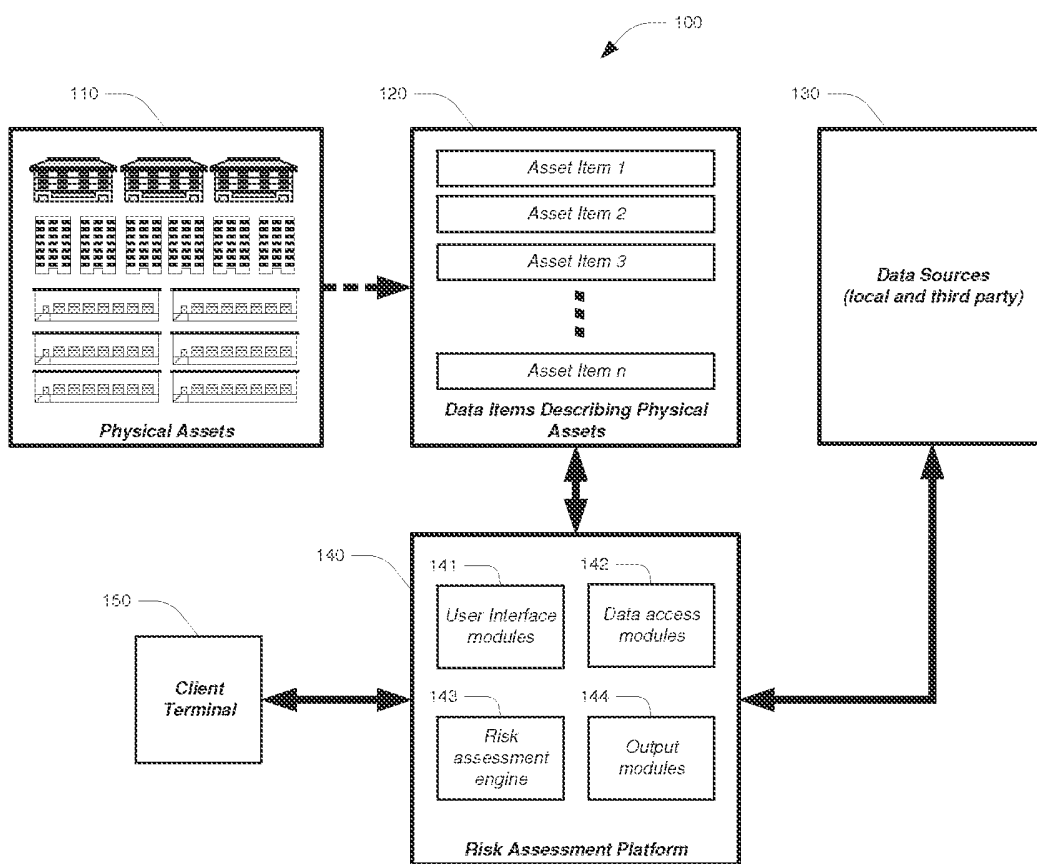 100
110
120
130
Asset Item 1
Asset Item 2
Asset Item 3
Asset Item n
Physical Assets
Data Items Describing Physical
Assets
Data Sources
(local and third party)
140
141
142
User Interface
modules
Data access
modules
150
Client
Terminal
143
144
Risk
assessment
engine
Output
modules
Risk Assessment Platform